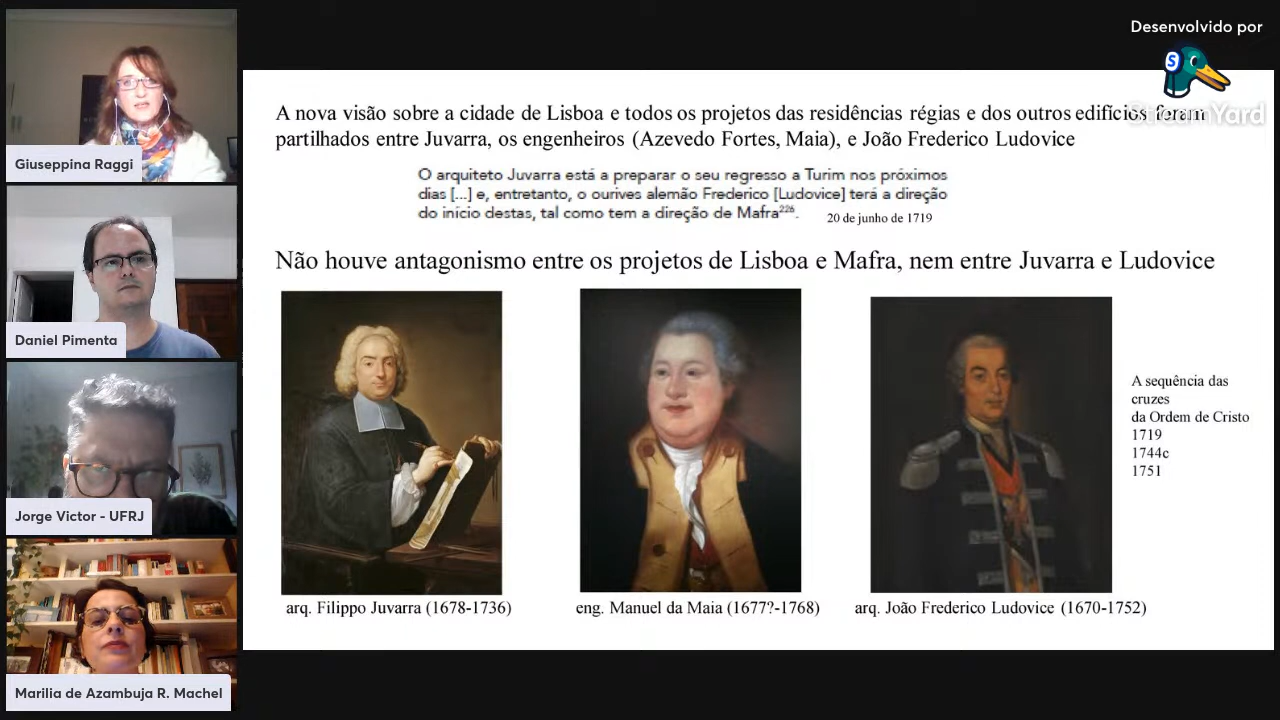 Desenvolvido por
StreamYard
Giuseppina Raggi
Daniel Pimenta
Jorge Victor - UFRJ
Marilia de Azambuja R. Machel
A nova visão sobre a cidade de Lisboa e todos os projetos das residências régias e dos outros edifícios foram
partilhados entre Juvarra, os engenheiros (Azevedo Fortes, Maia), e João Frederico Ludovice
O arquiteto Juvarra está a preparar o seu regresso a Turim nos próximos
dias [...] e, entretanto, o ourives alemão Frederico [Ludovice] terá a direção
do início destas, tal como tem a direção de Mafra²²⁶.
20 de junho de 1719
Não houve antagonismo entre os projetos de Lisboa e Mafra, nem entre Juvarra e Ludovice
A sequência das
cruzes
da Ordem de Cristo
1719
1744c
1751
arq. Filippo Juvarra (1678-1736)
eng. Manuel da Maia (1677?-1768)
arq. João Frederico Ludovice (1670-1752)